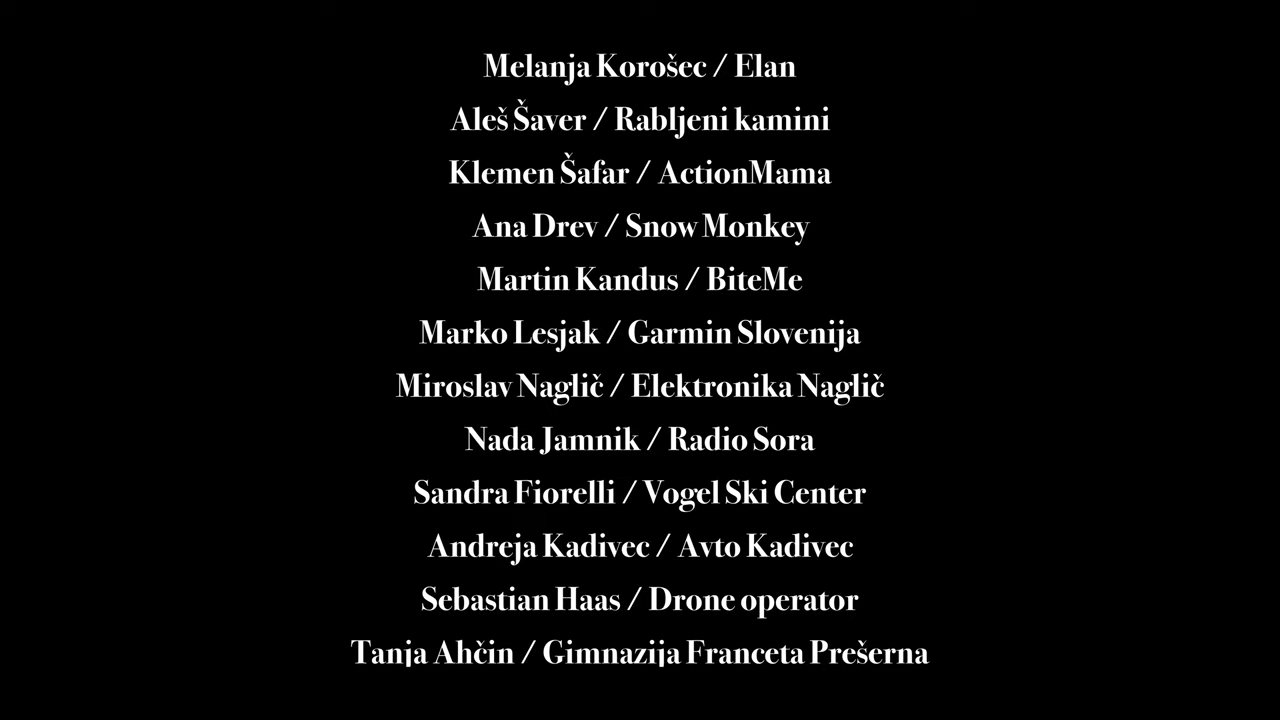 Melanja Korošec / Elan
Aleš Šaver / Rabljeni kamini
Klemen Šafar / ActionMama
Ana Drev / Snow Monkey
Martin Kandus / BiteMe
Marko Lesjak / Garmin Slovenija
Miroslav Naglič / Elektronika Naglič
Nada Jamnik / Radio Sora
Sandra Fiorelli / Vogel Ski Center
Andreja Kadivec / Avto Kadivec
Sebastian Haas / Drone operator
Tanja Ahčin / Gimnazija Franceta Prešerna